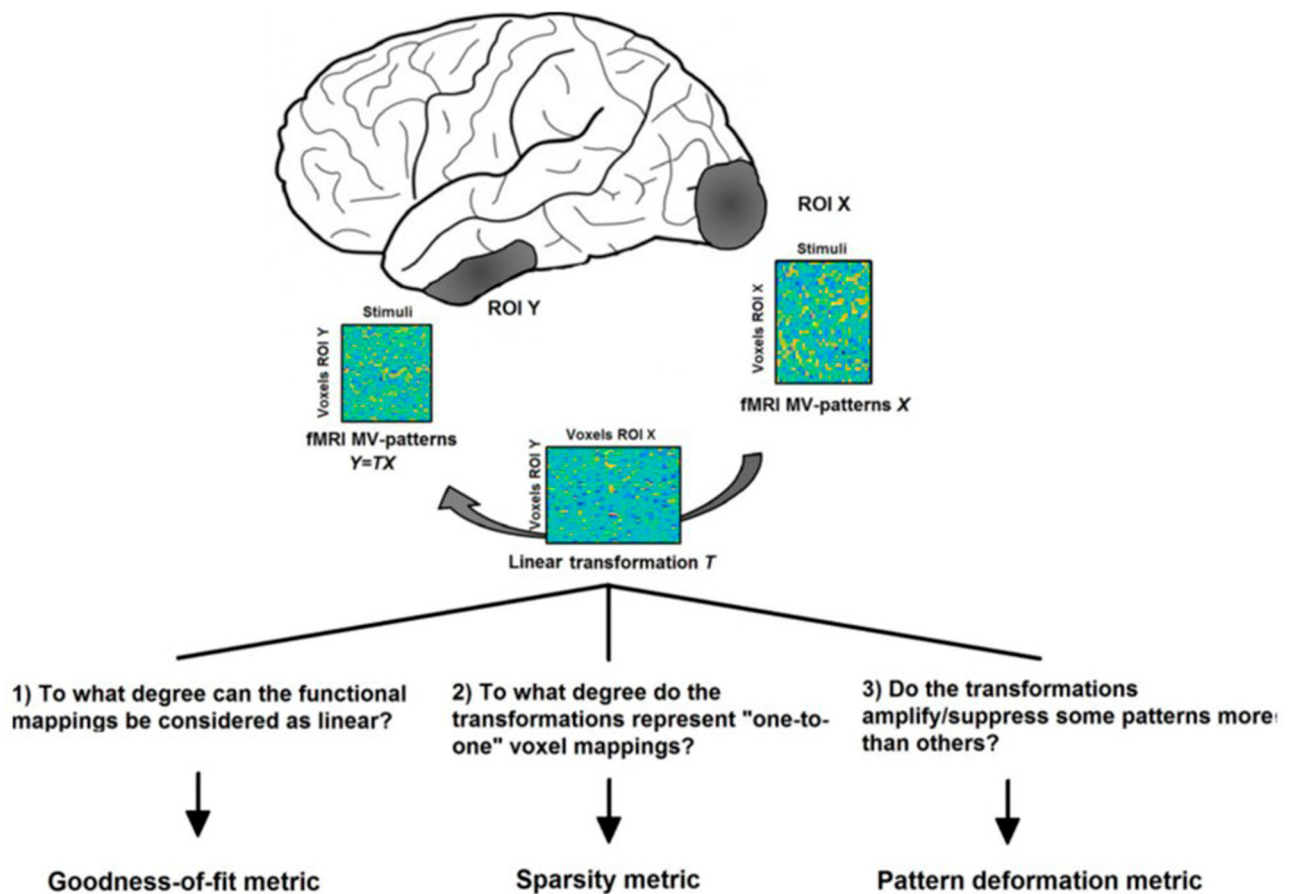 ROI X
Stimuli
Voxels ROI X
fMRI MV-patterns X
ROI Y
Stimuli
Voxels ROI Y
fMRI MV-patterns
Y=TX
Voxels ROI X
Voxels ROI Y
Linear transformation T
1) To what degree can the functional
mappings be considered as linear?
Goodness-of-fit metric
2) To what degree do the
transformations represent "one-to-
one" voxel mappings?
Sparsity metric
3) Do the transformations
amplify/suppress some patterns more
than others?
Pattern deformation metric